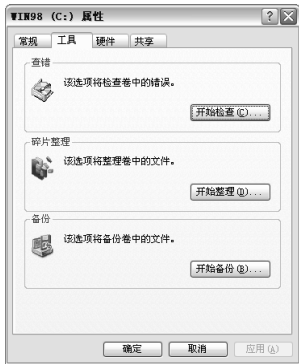 WIN98 (C:) 属性
常规 工具 硬件 共享
查错
该选项将检查卷中的错误。
开始检查(C)...
碎片整理
该选项将整理卷中的文件。
开始整理(D)...
备份
该选项将备份卷中的文件。
开始备份(B)...
确定 取消 应用(A)